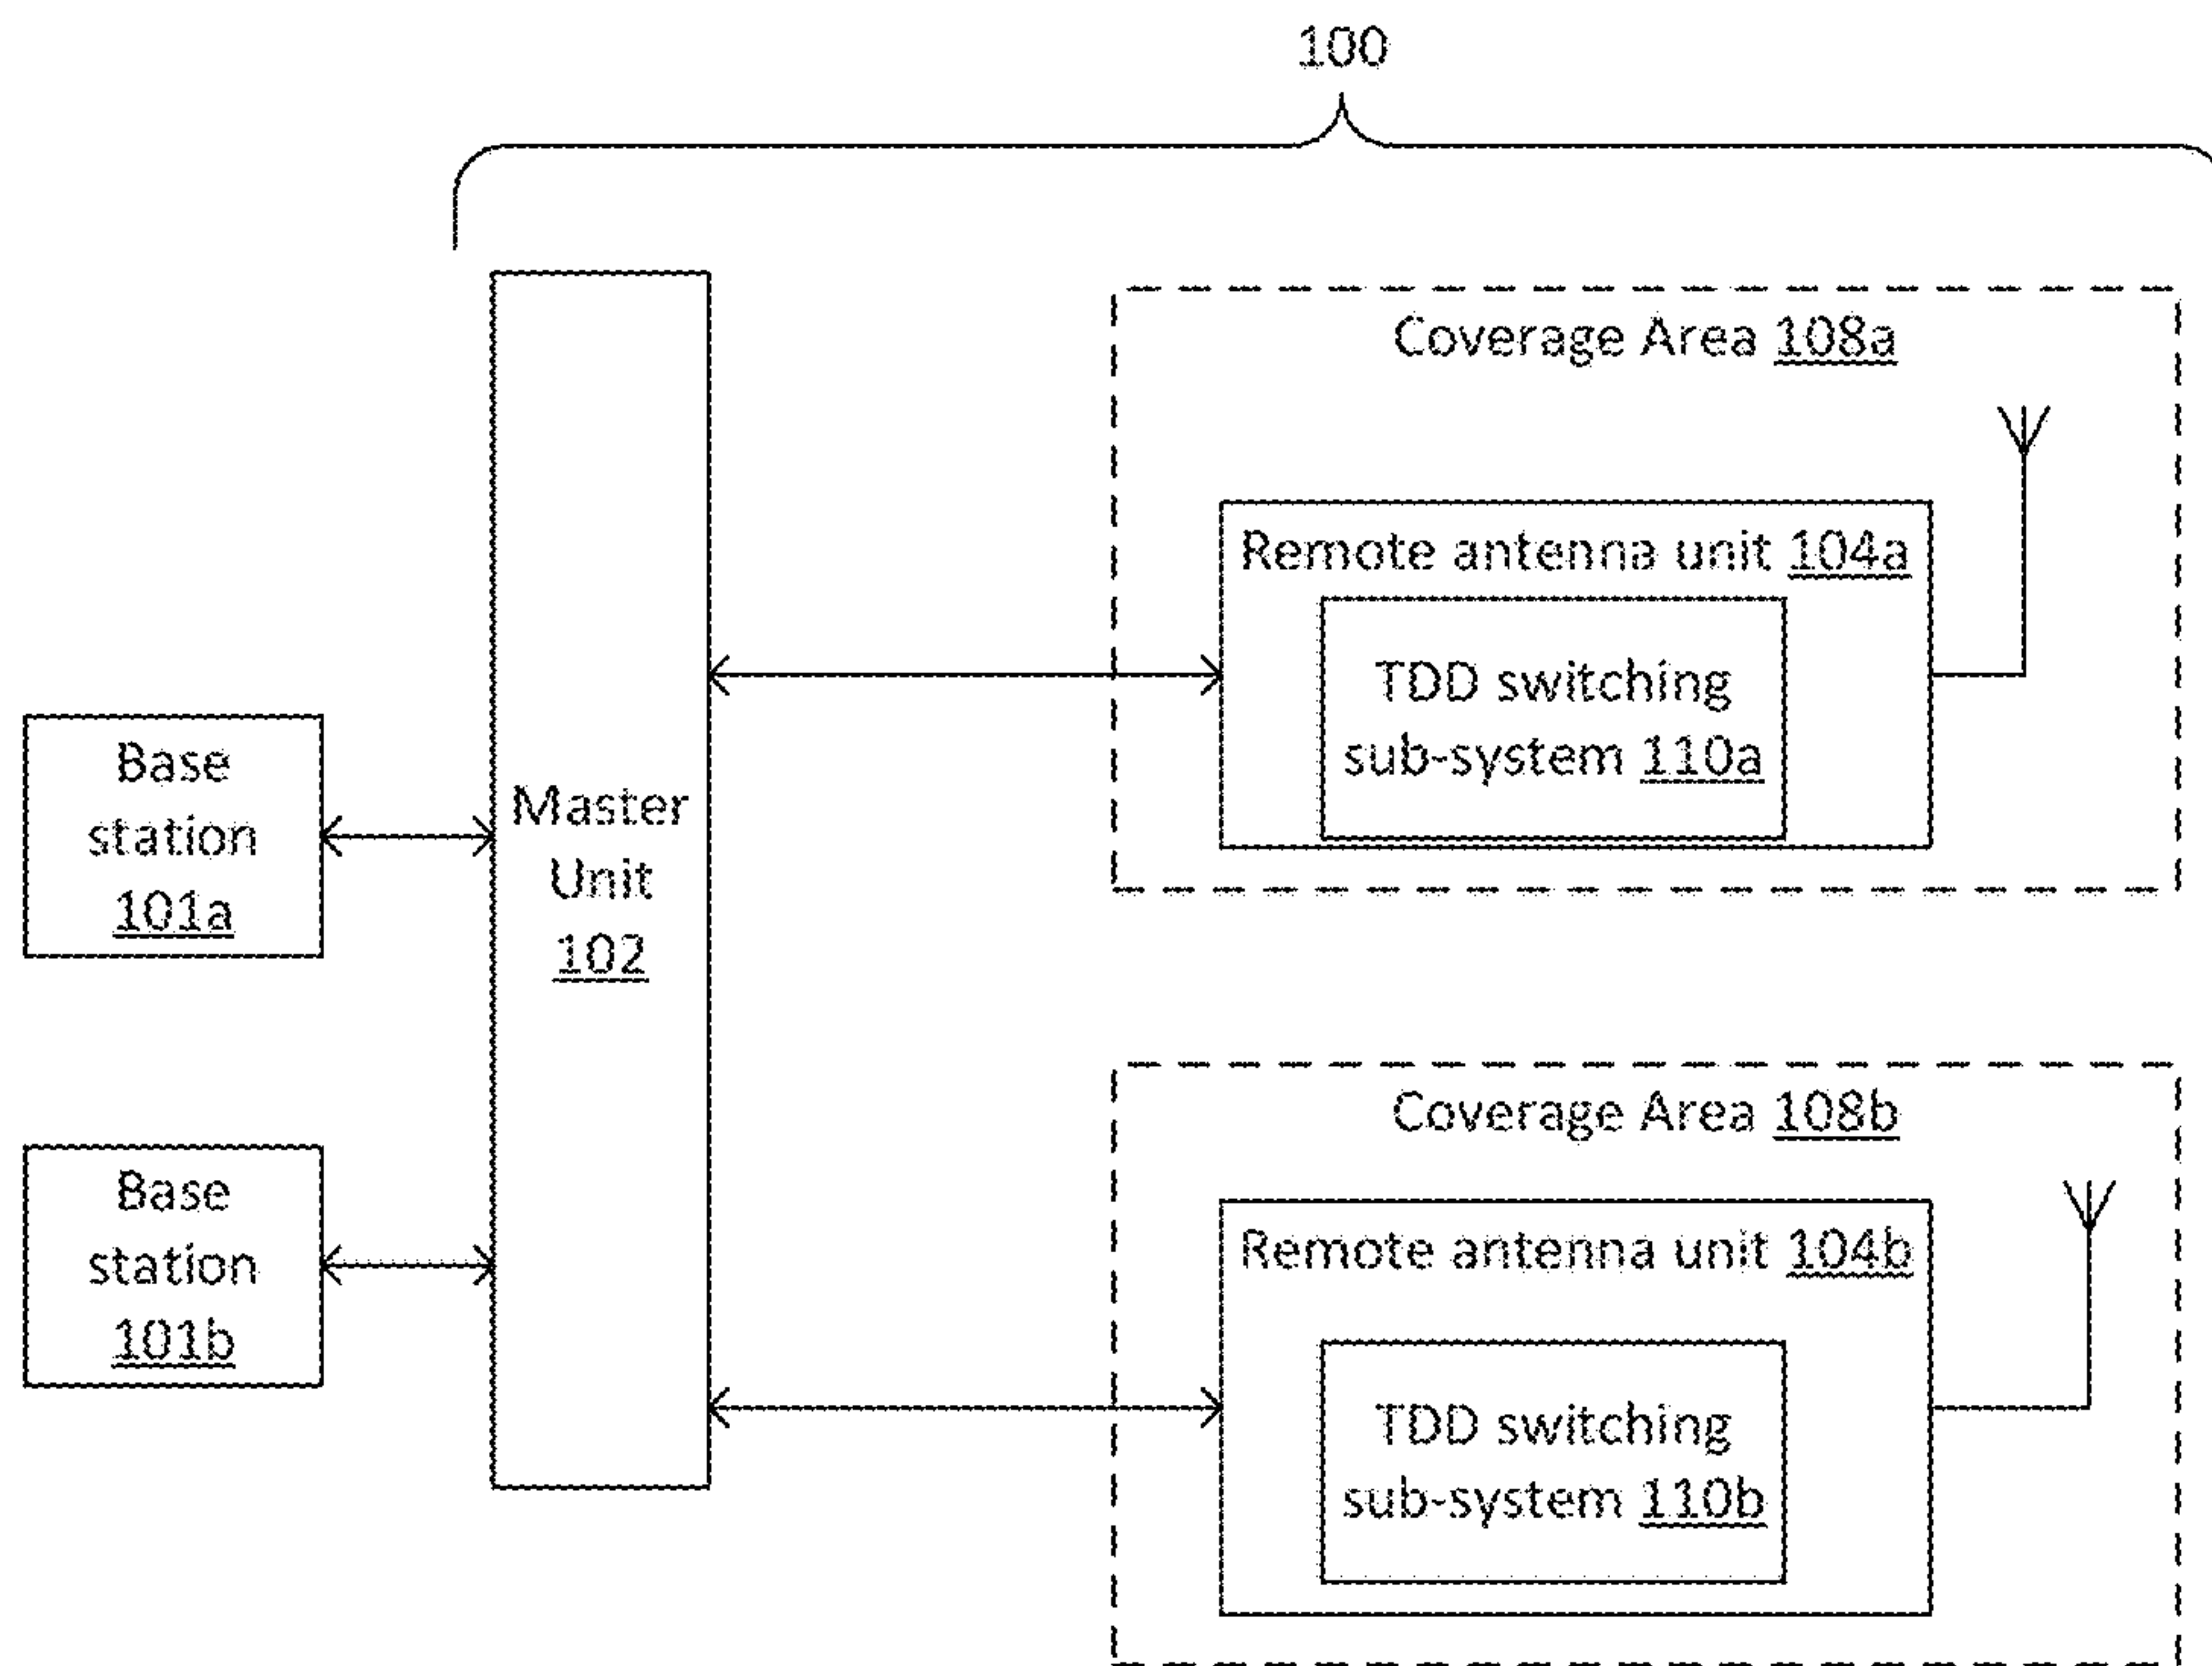 100
Coverage Area 108a
Remote antenna unit 104a
TDD switching
sub-system 110a
Base
station
101a
Master
Unit
102
Coverage Area 108b
Base
station
101b
Remote antenna unit 104b
TDD switching
sub-system 110b